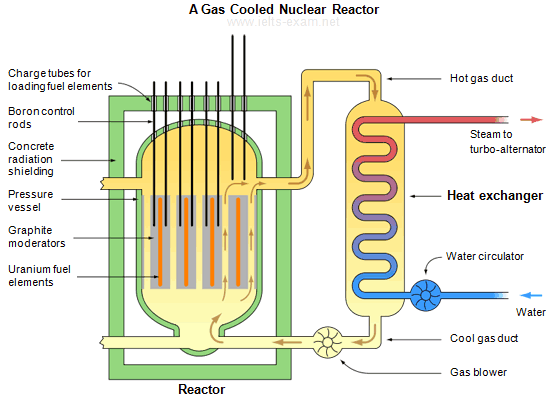 A Gas Cooled Nuclear Reactor
www.ielts-exam.net
Charge tubes for
loading fuel elements
Boron control
rods
Concrete
radiation
shielding
Pressure
vessel
Graphite
moderators
Uranium fuel
elements
Reactor
Hot gas duct
Steam to
turbo-alternator
Heat exchanger
Water circulator
Water
Cool gas duct
Gas blower